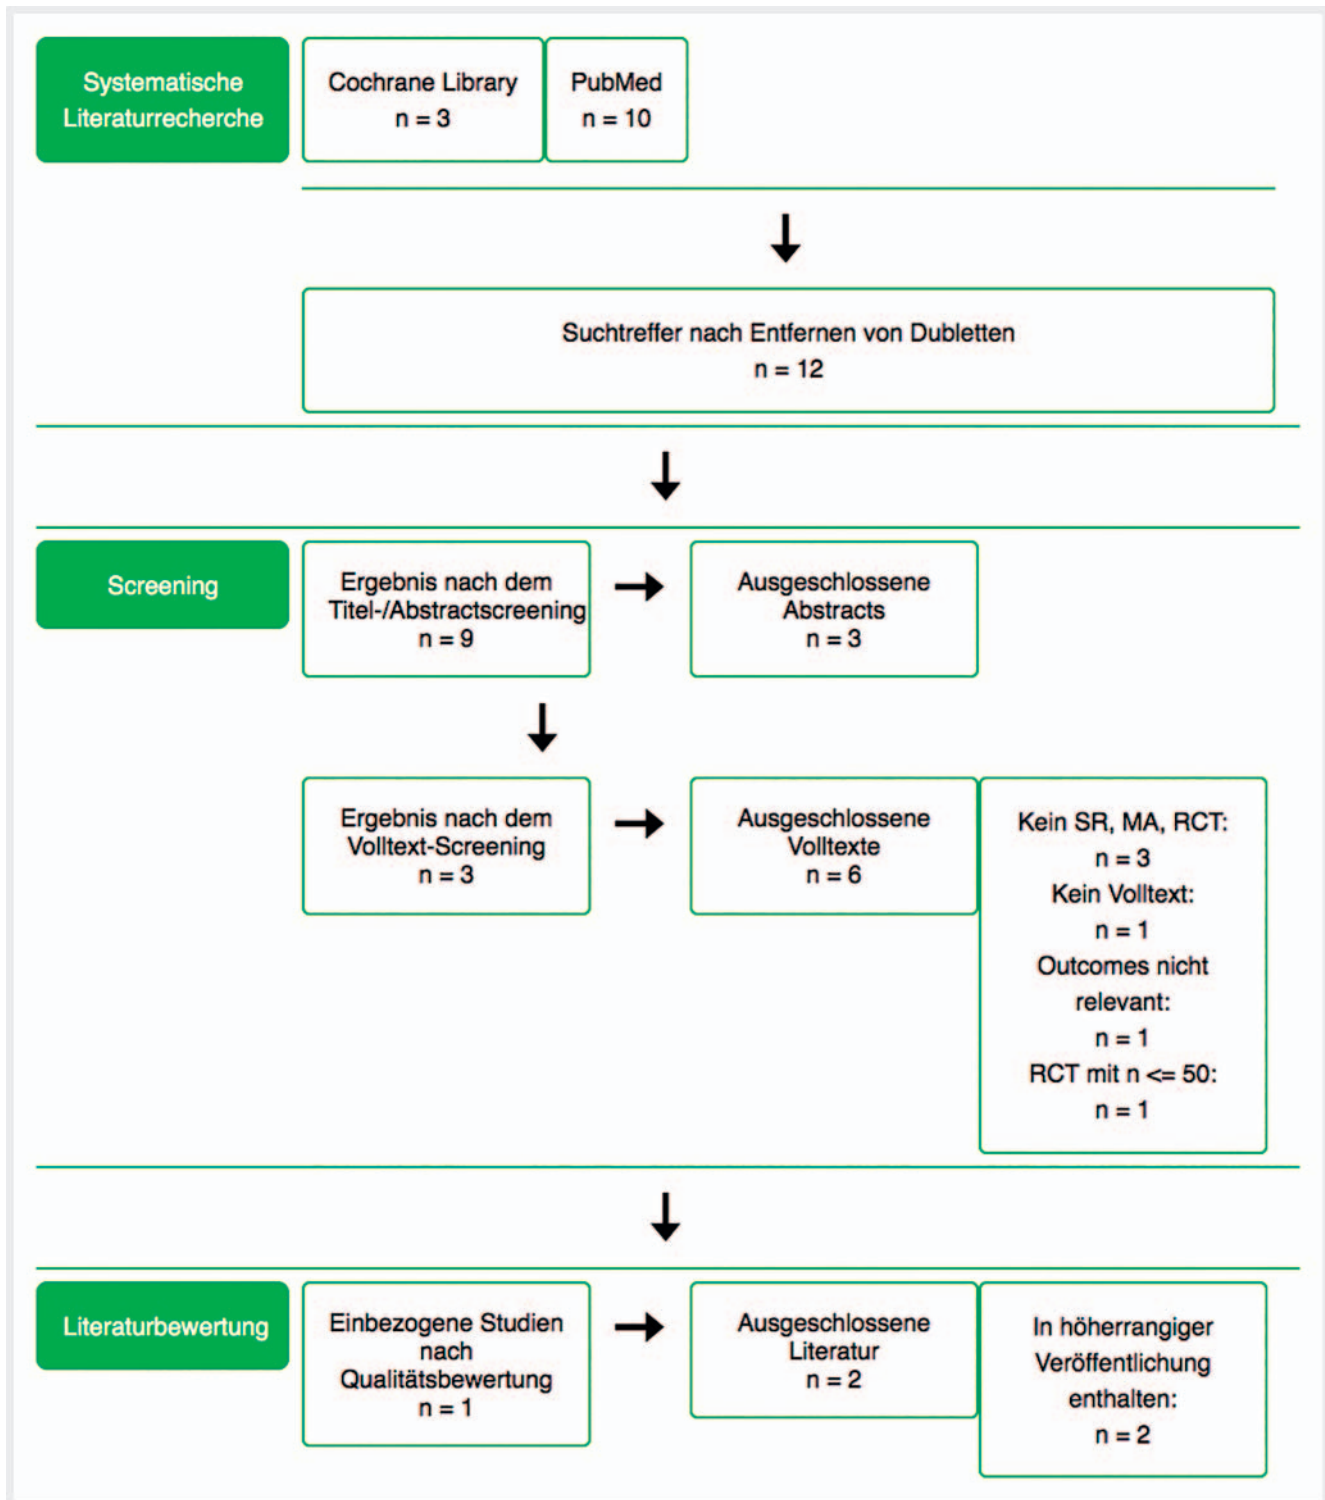 Systematische
Literaturrecherche
Cochrane Library
n = 3
PubMed
n = 10
Suchtreffer nach Entfernen von Dubletten
n = 12
Screening
Ergebnis nach dem
Titel-/Abstractscreening
n = 9
Ausgeschlossene
Abstracts
n = 3
Ergebnis nach dem
Volltext-Screening
n = 3
Ausgeschlossene
Volltexte
n = 6
Kein SR, MA, RCT:
n = 3
Kein Volltext:
n = 1
Outcomes nicht
relevant:
n = 1
RCT mit n <= 50:
n = 1
Literaturbewertung
Einbezogene Studien
nach
Qualitätsbewertung
n = 1
Ausgeschlossene
Literatur
n = 2
In höherrangiger
Veröffentlichung
enthalten:
n = 2